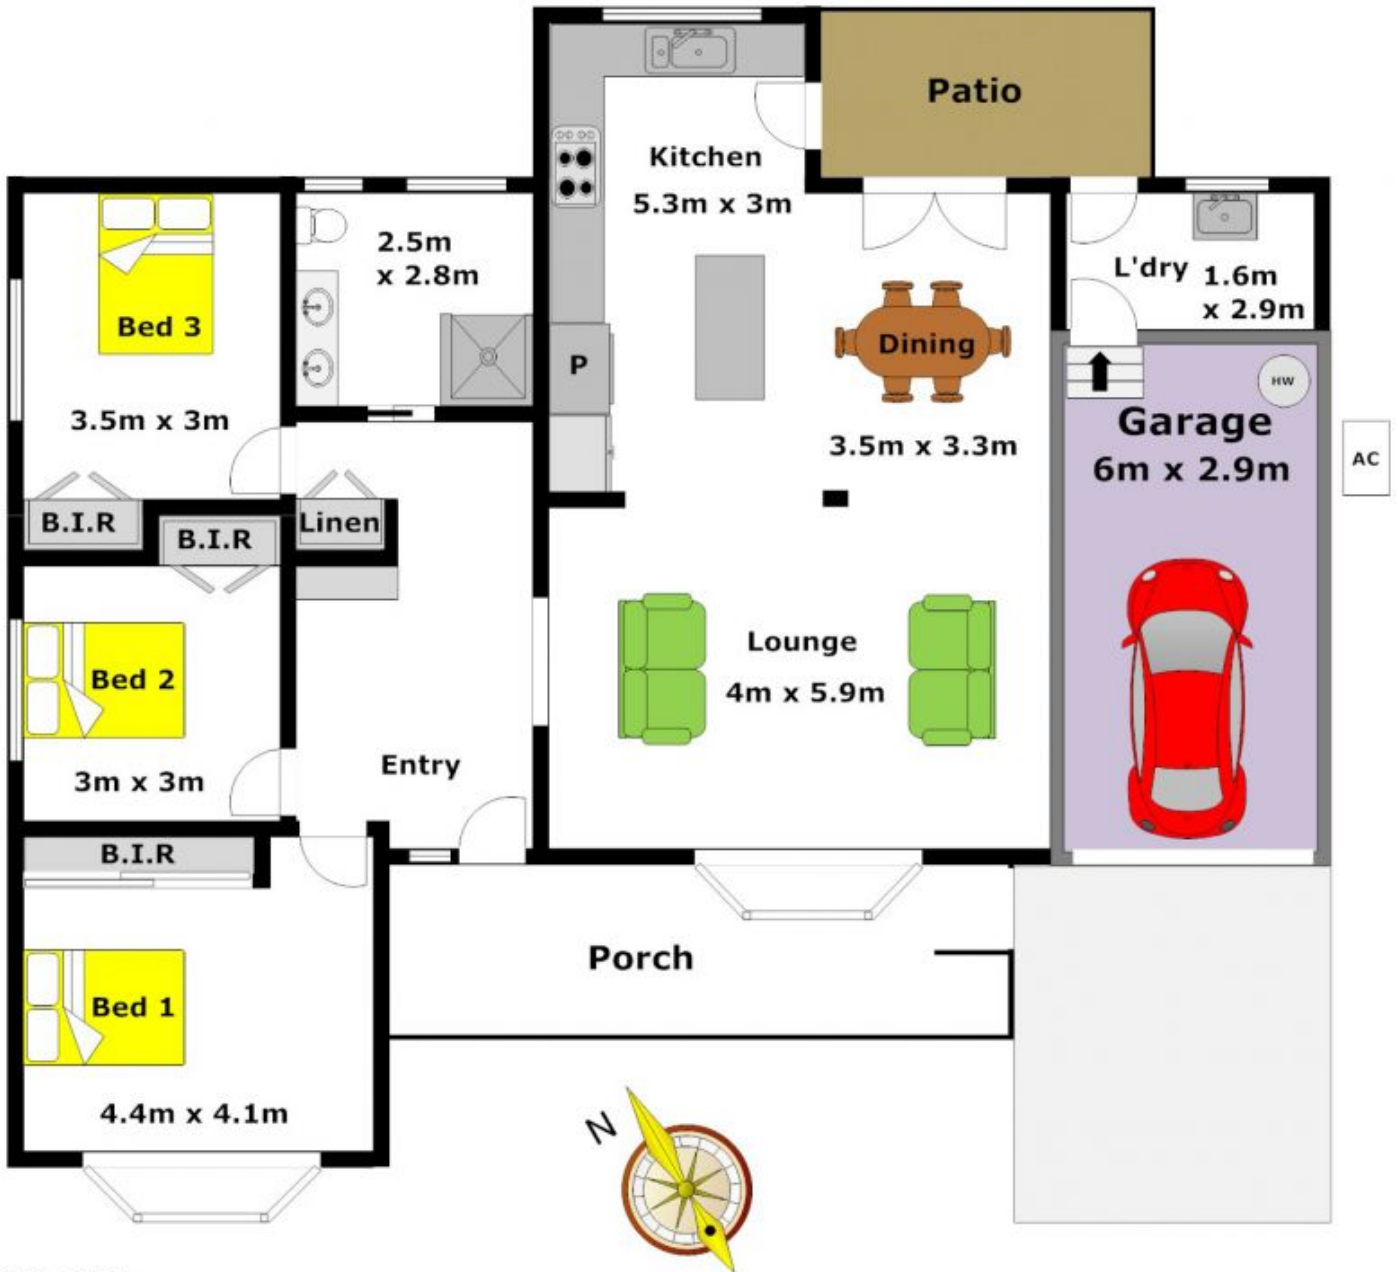 Patio
Kitchen
5.3m x 3m
2.5m
x 2.8m
L'dry
1.6m
x 2.9m
Bed 3
3.5m x 3m
P
Dining
3.5m x 3.3m
HW
Garage
6m x 2.9m
AC
B.I.R
B.I.R
Linen
Bed 2
3m x 3m
Lounge
4m x 5.9m
Entry
B.I.R
Porch
Bed 1
4.4m x 4.1m
N